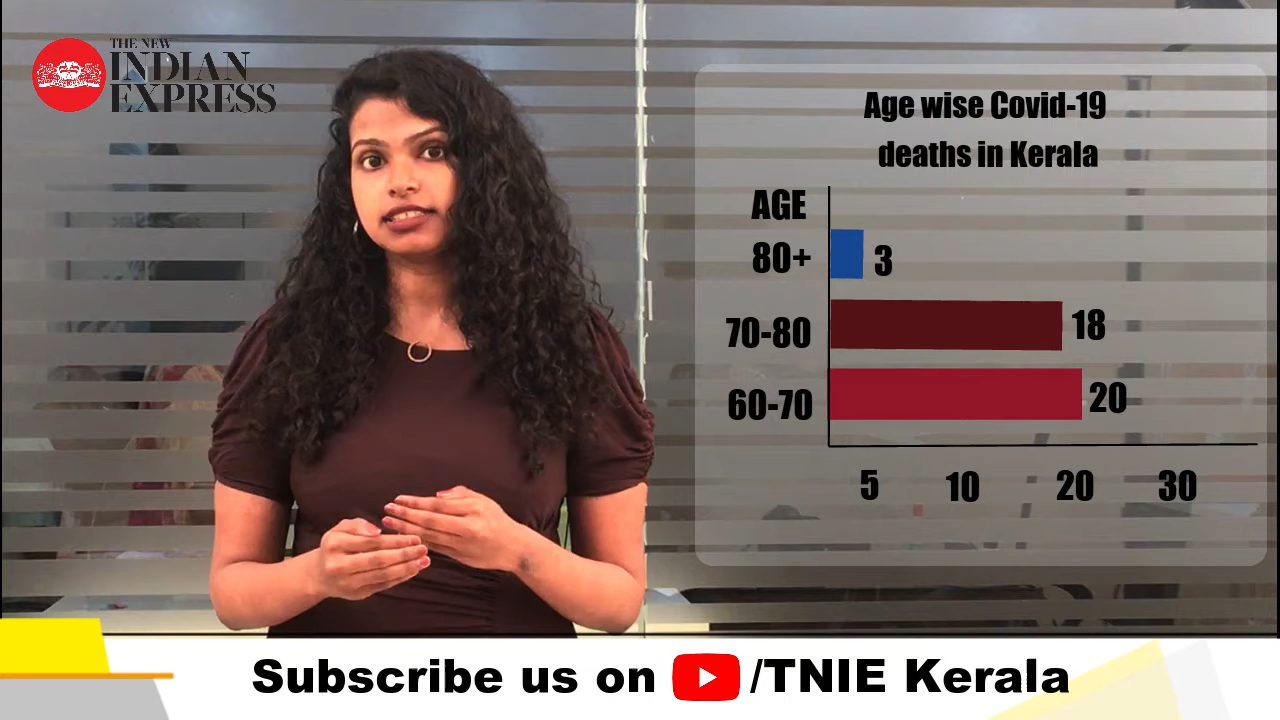 THE NEW
INDIAN
EXPRESS
Age wise Covid-19
deaths in Kerala
AGE
80+ 3
70-80 18
60-70 20
5 10 20 30
Subscribe us on /TNIE Kerala